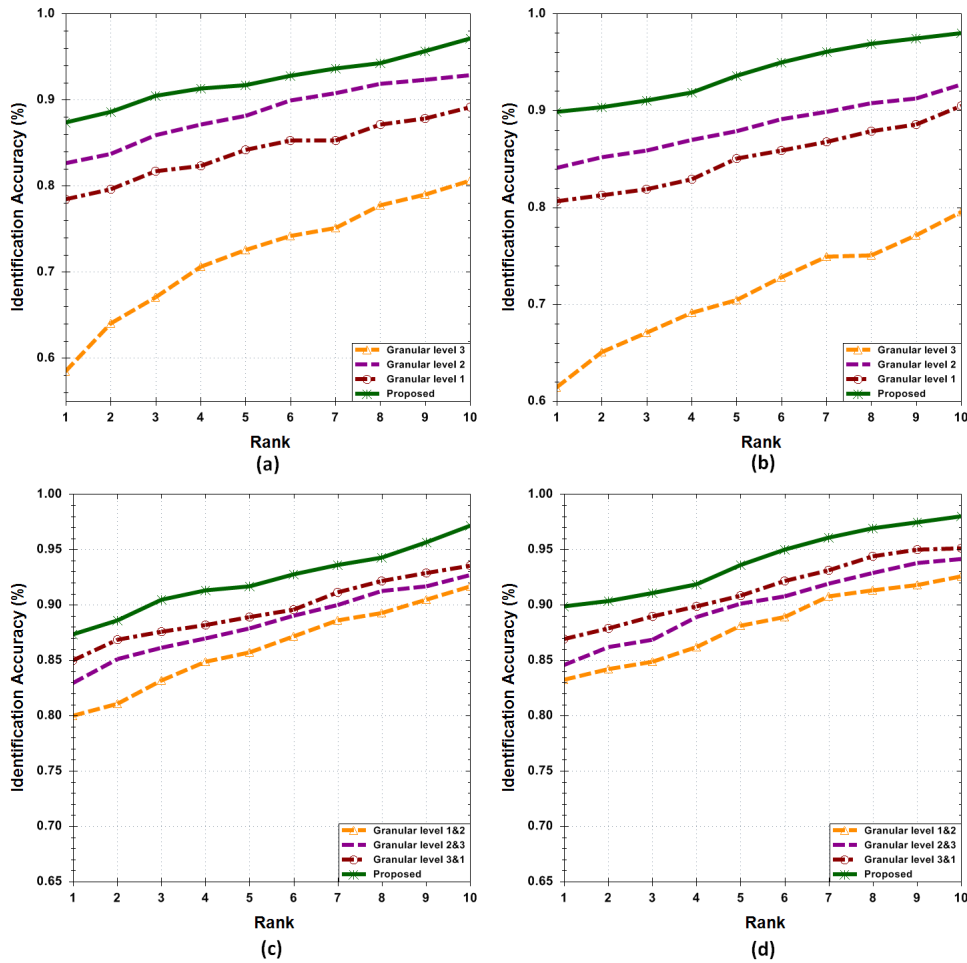 1.0
0.9
0.8
0.7
0.6
Identification Accuracy (%)
Granular level 3
Granular level 2
Granular level 1
Proposed
1 2 3 4 5 6 7 8 9 10
Rank
(a)
1.0
0.9
0.8
0.7
0.6
Identification Accuracy (%)
Granular level 3
Granular level 2
Granular level 1
Proposed
1 2 3 4 5 6 7 8 9 10
Rank
(b)
1.00
0.95
0.90
0.85
0.80
0.75
0.70
0.65
Identification Accuracy (%)
Granular level 1&2
Granular level 2&3
Granular level 3&1
Proposed
1 2 3 4 5 6 7 8 9 10
Rank
(c)
1.00
0.95
0.90
0.85
0.80
0.75
0.70
0.65
Identification Accuracy (%)
Granular level 1&2
Granular level 2&3
Granular level 3&1
Proposed
1 2 3 4 5 6 7 8 9 10
Rank
(d)